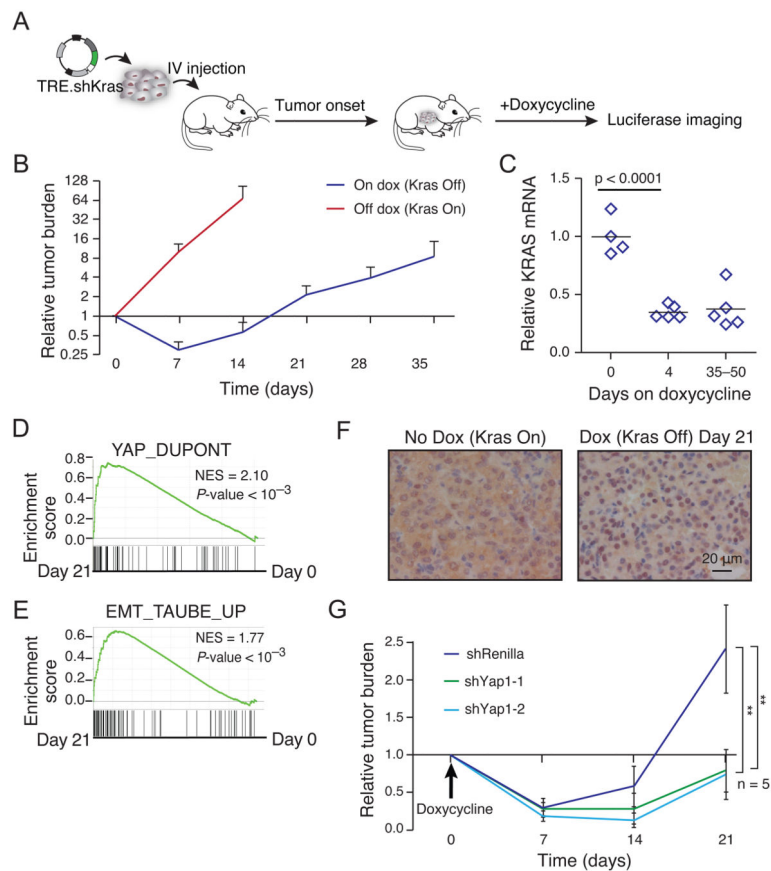 A
TRE.shKras
IV injection
Tumor onset
+Doxycycline
Luciferase imaging
B
Relative tumor burden
128
64
32
16
8
4
2
1
0.5
0.25
On dox (Kras Off)
Off dox (Kras On)
0 7 14 21 28 35
Time (days)
C
Relative KRAS mRNA
p < 0.0001
1.5
1.0
0.5
0.0
0 4 35–50
Days on doxycycline
D
YAP_DUPONT
Enrichment
score
0.8
0.6
0.4
0.2
0.0
NES = 2.10
P-value < 10⁻³
Day 21 Day 0
E
EMT_TAUBE_UP
Enrichment
score
0.6
0.4
0.2
0.0
NES = 1.77
P-value < 10⁻³
Day 21 Day 0
F
No Dox (Kras On)
Dox (Kras Off) Day 21
20 μm
G
Relative tumor burden
2.5
2.0
1.5
1.0
0.5
0.0
shRenilla
shYap1-1
shYap1-2
Doxycycline
**
**
n = 5
0 7 14 21
Time (days)